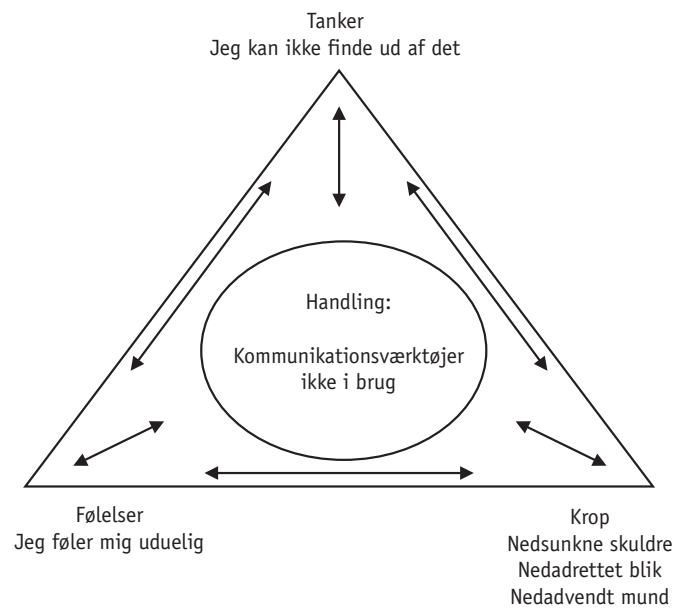 Tanker
Jeg kan ikke finde ud af det
Handling:
Kommunikationsværktøjer
ikke i brug
Følelser
Jeg føler mig uduelig
Krop
Nedsunkne skuldre
Nedadrettet blik
Nedadvendt mund